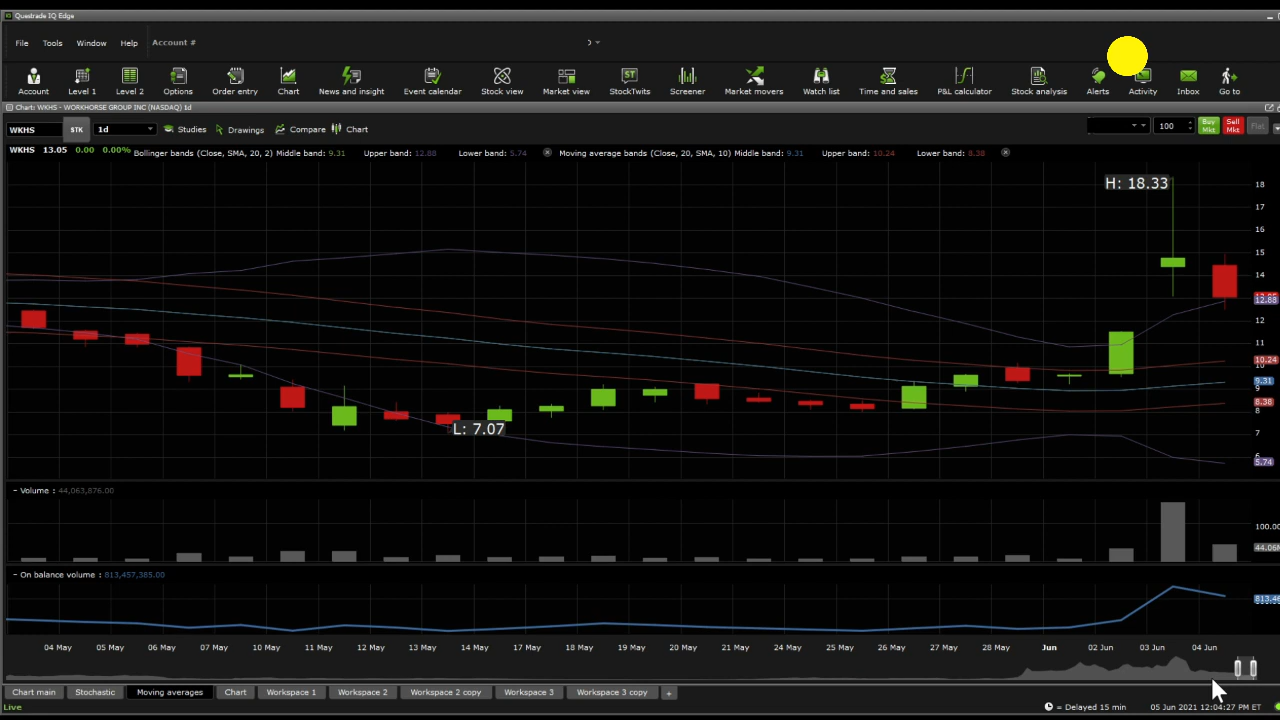 Questrade IQ Edge
File Tools Window Help Account #
Account Level 1 Level 2 Options Order entry Chart News and insight Event calendar Stock view Market view StockTwits Screener Market movers Watch list Time and sales P&L calculator Stock analysis Alerts Activity Inbox Go to
Chart: WKHS - WORKHORSE GROUP INC (NASDAQ) 1d
WKHS STK 1d Studies Drawings Compare Chart 100 Buy Mkt Sell Mkt Flat
WKHS 13.05 0.00 0.00% Bollinger bands (Close, SMA, 20, 2) Middle band: 9.31 Upper band: 12.88 Lower band: 5.74 Moving average bands (Close, 20, SMA, 10) Middle band: 9.31 Upper band: 10.24 Lower band: 8.38
H: 18.33
18
17
16
15
14
12.88
12
11
10.24
10
9.31
9
8.38
8
L: 7.07
7
5.74
– Volume : 44,063,876.00
100.00
44.06
– On balance volume : 813,457,385.00
813.46
04 May 05 May 06 May 07 May 10 May 11 May 12 May 13 May 14 May 17 May 18 May 19 May 20 May 21 May 24 May 25 May 26 May 27 May 28 May Jun 02 Jun 03 Jun 04 Jun
Chart main Stochastic Moving averages Chart Workspace 1 Workspace 2 Workspace 2 copy Workspace 3 Workspace 3 copy +
Live = Delayed 15 min 05 Jun 2021 12:04:27 PM ET